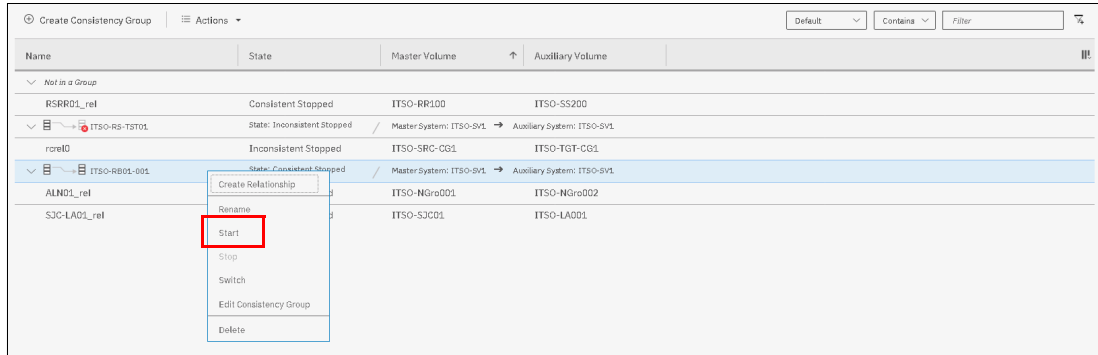 Create Consistency Group Actions Default Contains Filter
Name State Master Volume Auxiliary Volume
Not in a Group
RSRR01_rel Consistent Stopped ITSO-RR100 ITSO-SS200
ITSO-RS-TST01 State: Inconsistent Stopped Master System: ITSO-SV1 → Auxiliary System: ITSO-SV1
rcrel0 Inconsistent Stopped ITSO-SRC-CG1 ITSO-TGT-CG1
ITSO-RB01-001 State: Consistent Stopped Master System: ITSO-SV1 → Auxiliary System: ITSO-SV1
Create Relationship
ALN01_rel d ITSO-NGro001 ITSO-NGro002
Rename
SJC-LA01_rel d ITSO-SJC01 ITSO-LA001
Start
Stop
Switch
Edit Consistency Group
Delete